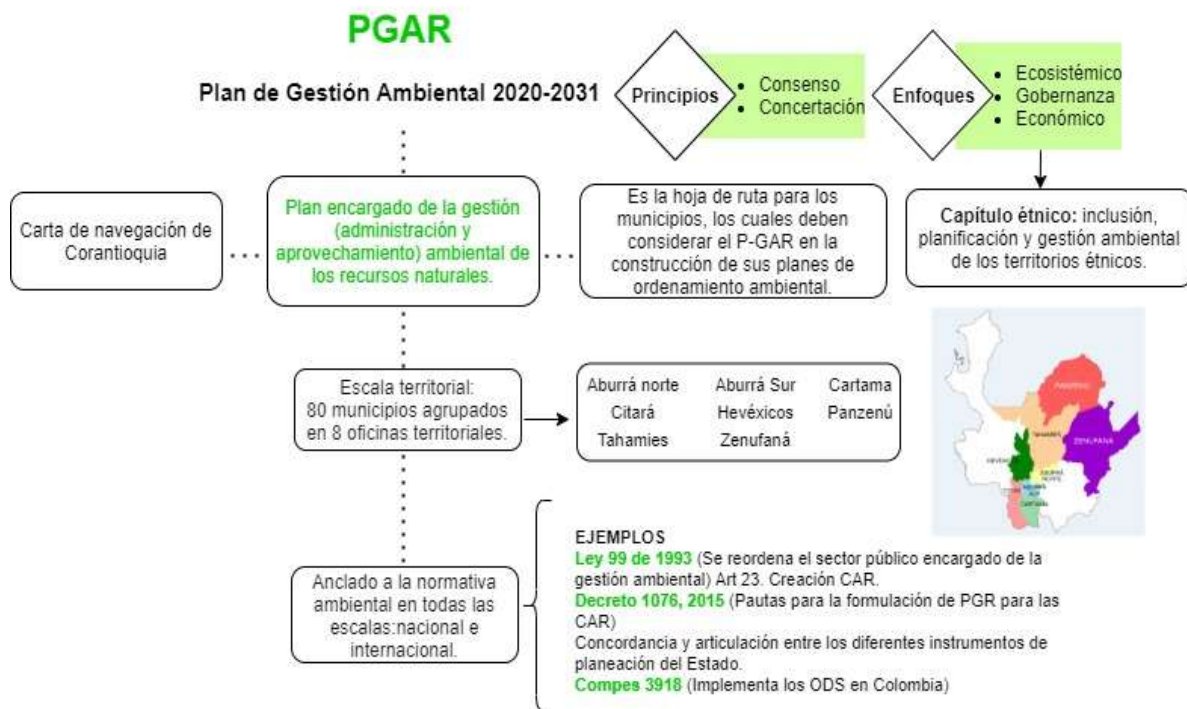 PGAR
Plan de Gestión Ambiental 2020-2031
Principios
• Consenso
• Concertación
Enfoques
• Ecosistémico
• Gobernanza
• Económico
Carta de navegación de
Corantioquia
Plan encargado de la gestión
(administración y
aprovechamiento) ambiental de
los recursos naturales.
Es la hoja de ruta para los
municipios, los cuales deben
considerar el P-GAR en la
construcción de sus planes de
ordenamiento ambiental.
Capítulo étnico: inclusión,
planificación y gestión ambiental
de los territorios étnicos.
Escala territorial:
80 municipios agrupados
en 8 oficinas territoriales.
Aburrá norte Aburrá Sur Cartama
Citará Hevéxicos Panzenú
Tahamies Zenufaná
TAHAMIES
ZENUFANÁ
CARTAMA
Anclado a la normativa
ambiental en todas las
escalas:nacional e
internacional.
EJEMPLOS
Ley 99 de 1993 (Se reordena el sector público encargado de la
gestión ambiental) Art 23. Creación CAR.
Decreto 1076, 2015 (Pautas para la formulación de PGR para las
CAR)
Concordancia y articulación entre los diferentes instrumentos de
planeación del Estado.
Compes 3918 (Implementa los ODS en Colombia)